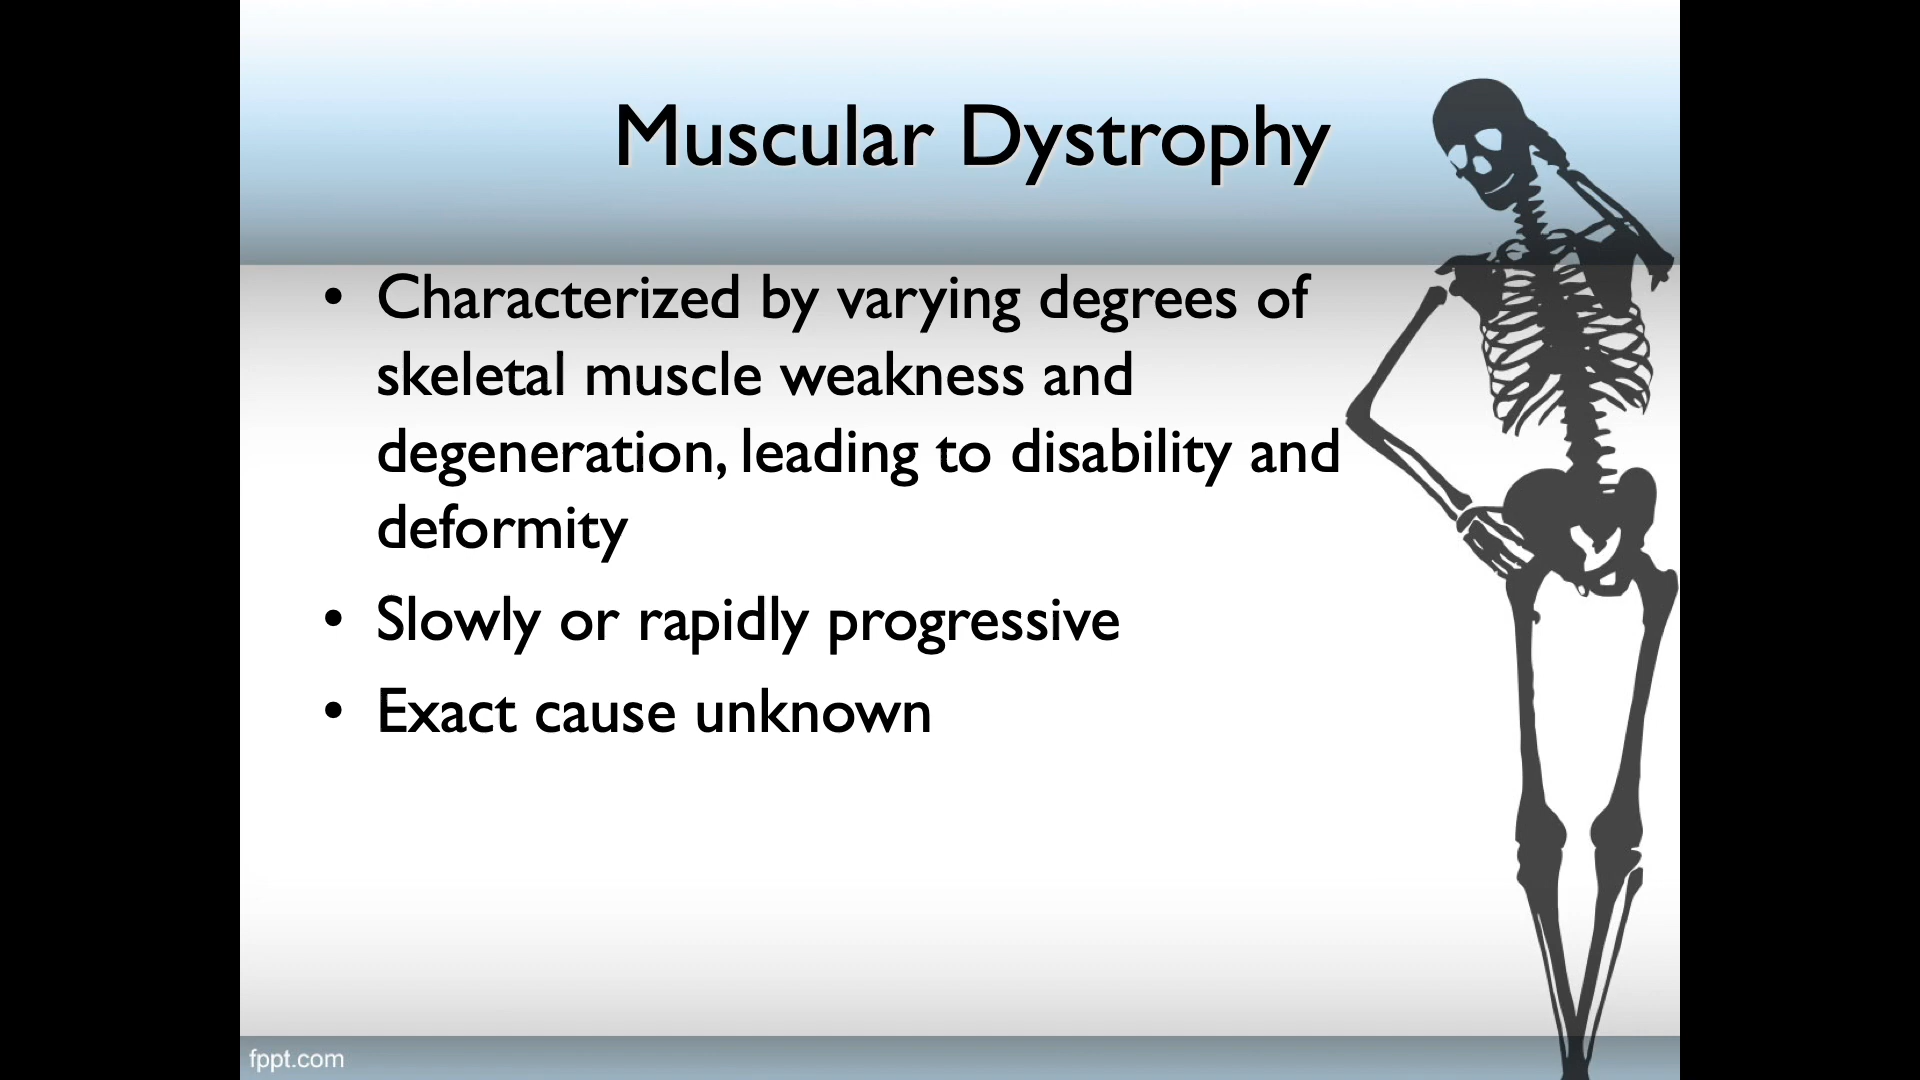 Muscular Dystrophy
• Characterized by varying degrees of
skeletal muscle weakness and
degeneration, leading to disability and
deformity
• Slowly or rapidly progressive
• Exact cause unknown
fppt.com